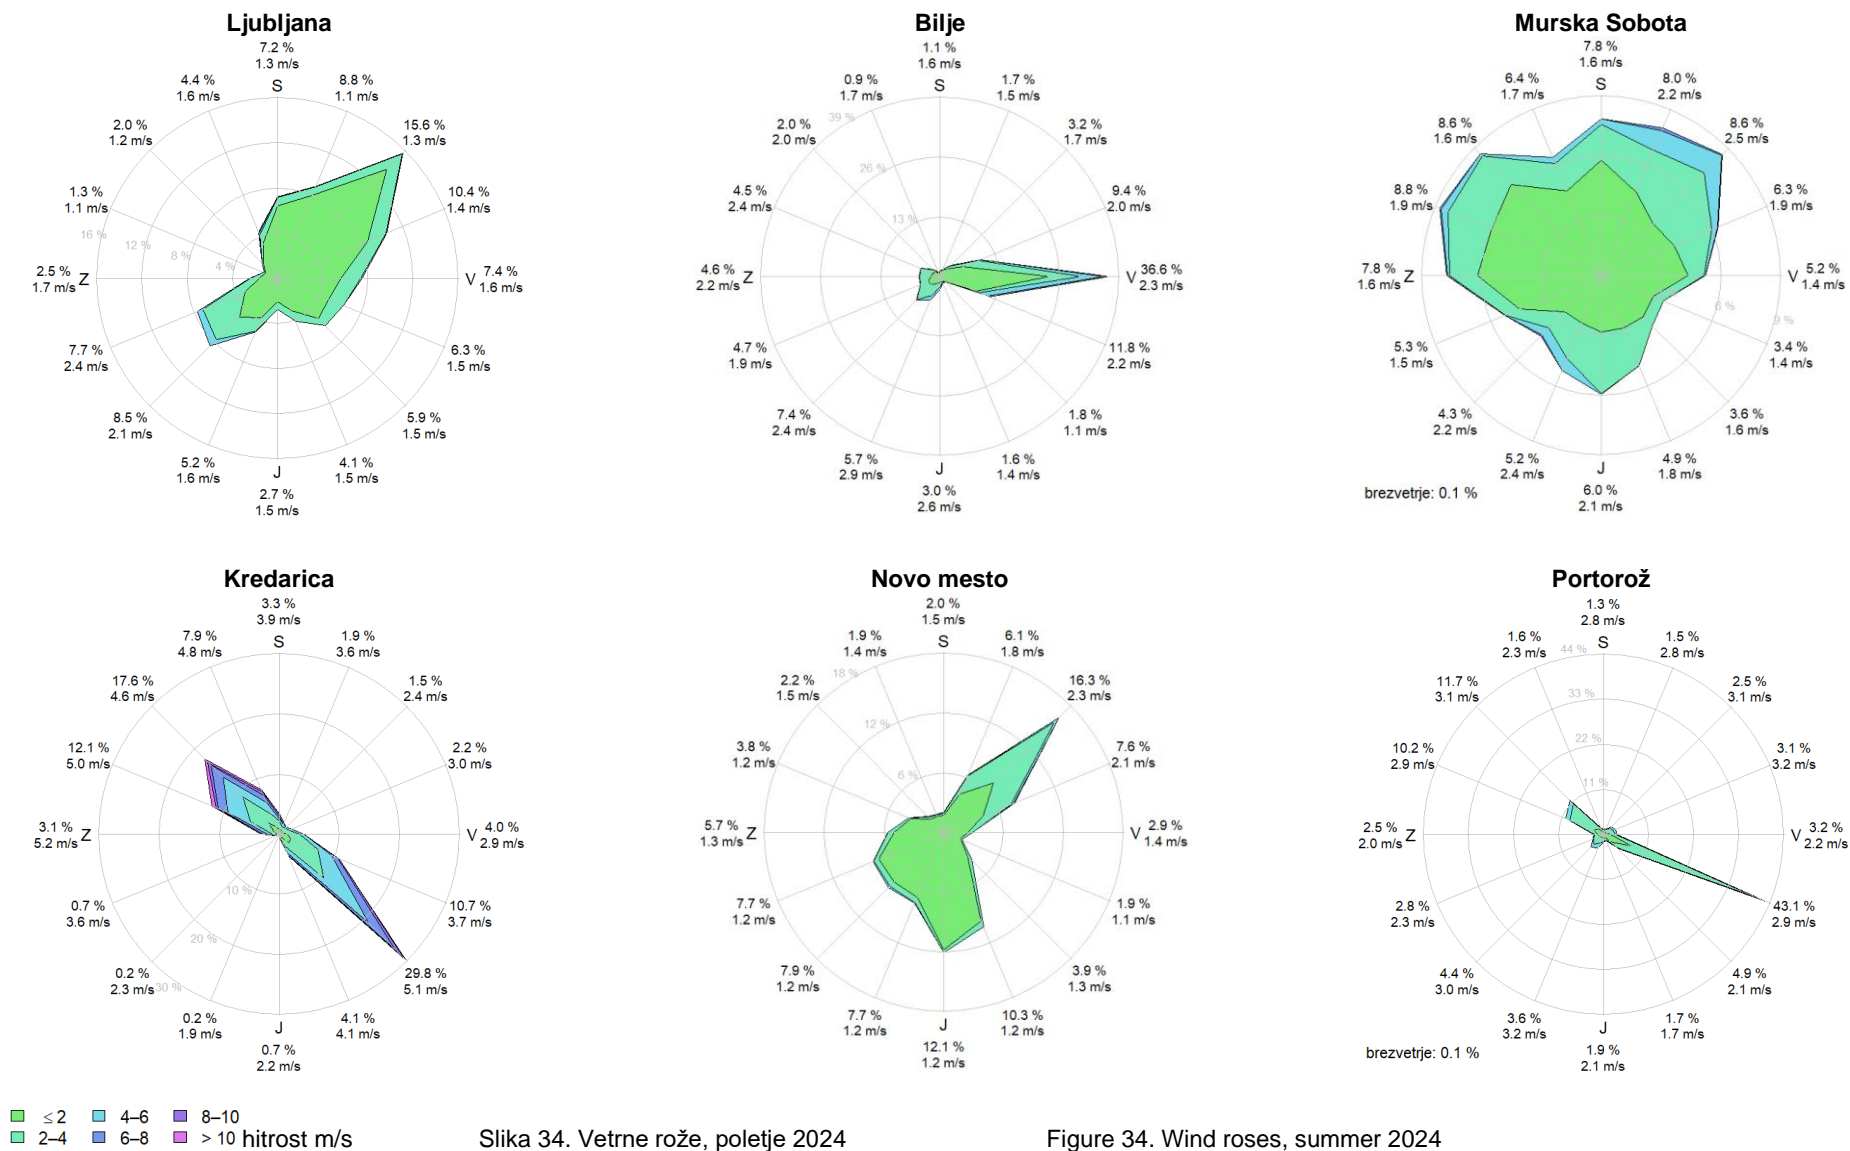 Ljubljana
7.2 %
1.3 m/s
S
8.8 %
1.1 m/s
15.6 %
1.3 m/s
10.4 %
1.4 m/s
V 7.4 %
1.6 m/s
6.3 %
1.5 m/s
5.9 %
1.5 m/s
4.1 %
1.5 m/s
J
2.7 %
1.5 m/s
5.2 %
1.6 m/s
8.5 %
2.1 m/s
7.7 %
2.4 m/s
2.5 %
1.7 m/s Z
1.3 %
1.1 m/s
2.0 %
1.2 m/s
4.4 %
1.6 m/s
16 %
12 %
8 %
4 %
Bilje
1.1 %
1.6 m/s
S
1.7 %
1.5 m/s
3.2 %
1.7 m/s
9.4 %
2.0 m/s
V 36.6 %
2.3 m/s
11.8 %
2.2 m/s
1.8 %
1.1 m/s
1.6 %
1.4 m/s
J
3.0 %
2.6 m/s
5.7 %
2.9 m/s
7.4 %
2.4 m/s
4.7 %
1.9 m/s
4.6 %
2.2 m/s Z
4.5 %
2.4 m/s
2.0 %
2.0 m/s
0.9 %
1.7 m/s
39 %
26 %
13 %
Murska Sobota
7.8 %
1.6 m/s
S
8.0 %
2.2 m/s
8.6 %
2.5 m/s
6.3 %
1.9 m/s
V 5.2 %
1.4 m/s
3.4 %
1.4 m/s
3.6 %
1.6 m/s
4.9 %
1.8 m/s
J
6.0 %
2.1 m/s
5.2 %
2.4 m/s
4.3 %
2.2 m/s
5.3 %
1.5 m/s
7.8 %
1.6 m/s Z
8.8 %
1.9 m/s
8.6 %
1.6 m/s
6.4 %
1.7 m/s
6 %
9 %
brezvetrje: 0.1 %
Kredarica
3.3 %
3.9 m/s
S
1.9 %
3.6 m/s
1.5 %
2.4 m/s
2.2 %
3.0 m/s
V 4.0 %
2.9 m/s
10.7 %
3.7 m/s
29.8 %
5.1 m/s
4.1 %
4.1 m/s
J
0.7 %
2.2 m/s
0.2 %
1.9 m/s
0.2 %
2.3 m/s
0.7 %
3.6 m/s
3.1 %
5.2 m/s Z
12.1 %
5.0 m/s
17.6 %
4.6 m/s
7.9 %
4.8 m/s
10 %
20 %
30 %
Novo mesto
2.0 %
1.5 m/s
S
6.1 %
1.8 m/s
16.3 %
2.3 m/s
7.6 %
2.1 m/s
V 2.9 %
1.4 m/s
1.9 %
1.1 m/s
3.9 %
1.3 m/s
10.3 %
1.2 m/s
J
12.1 %
1.2 m/s
7.7 %
1.2 m/s
7.9 %
1.2 m/s
7.7 %
1.2 m/s
5.7 %
1.3 m/s Z
3.8 %
1.2 m/s
2.2 %
1.5 m/s
1.9 %
1.4 m/s
18 %
12 %
6 %
Portorož
1.3 %
2.8 m/s
S
1.5 %
2.8 m/s
2.5 %
3.1 m/s
3.1 %
3.2 m/s
V 3.2 %
2.2 m/s
43.1 %
2.9 m/s
4.9 %
2.1 m/s
1.7 %
1.7 m/s
J
1.9 %
2.1 m/s
3.6 %
3.2 m/s
4.4 %
3.0 m/s
2.8 %
2.3 m/s
2.5 %
2.0 m/s Z
10.2 %
2.9 m/s
11.7 %
3.1 m/s
1.6 %
2.3 m/s
44 %
33 %
22 %
11 %
brezvetrje: 0.1 %
≤ 2 4–6 8–10
2–4 6–8 > 10 hitrost m/s
Slika 34. Vetrne rože, poletje 2024
Figure 34. Wind roses, summer 2024